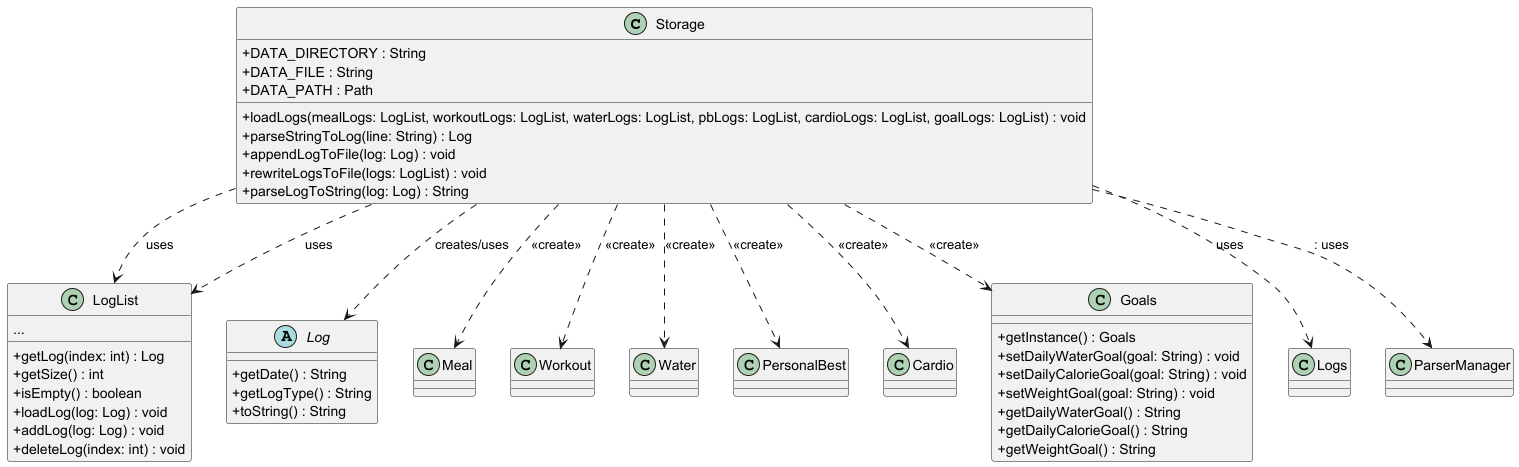 C Storage
+DATA_DIRECTORY : String
+DATA_FILE : String
+DATA_PATH : Path
+loadLogs(mealLogs: LogList, workoutLogs: LogList, waterLogs: LogList, pbLogs: LogList, cardioLogs: LogList, goalLogs: LogList) : void
+parseStringToLog(line: String) : Log
+appendLogToFile(log: Log) : void
+rewriteLogsToFile(logs: LogList) : void
+parseLogToString(log: Log) : String
uses
uses
creates/uses
«create»
«create»
«create»
«create»
«create»
«create»
uses
: uses
C LogList
...
+getLog(index: int) : Log
+getSize() : int
+isEmpty() : boolean
+loadLog(log: Log) : void
+addLog(log: Log) : void
+deleteLog(index: int) : void
A Log
+getDate() : String
+getLogType() : String
+toString() : String
C Meal
C Workout
C Water
C PersonalBest
C Cardio
C Goals
+getInstance() : Goals
+setDailyWaterGoal(goal: String) : void
+setDailyCalorieGoal(goal: String) : void
+setWeightGoal(goal: String) : void
+getDailyWaterGoal() : String
+getDailyCalorieGoal() : String
+getWeightGoal() : String
C Logs
C ParserManager